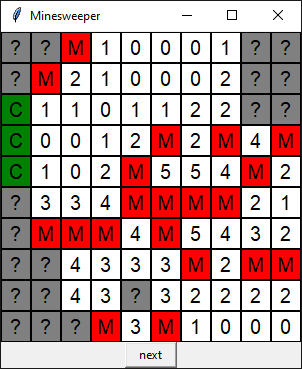 Minesweeper
? ? M 1 0 0 0 1 ? ?
? M 2 1 0 0 0 2 ? ?
C 1 1 0 1 1 2 2 ? ?
C 0 0 1 2 M 2 M 4 M
C 1 0 2 M 5 5 4 M 2
? 3 3 4 M M M M 2 1
? M M M 4 M 5 4 3 2
? ? 4 3 3 3 M 2 M M
? ? 4 3 ? 3 2 2 2 2
? ? ? M 3 M 1 0 0 0
next